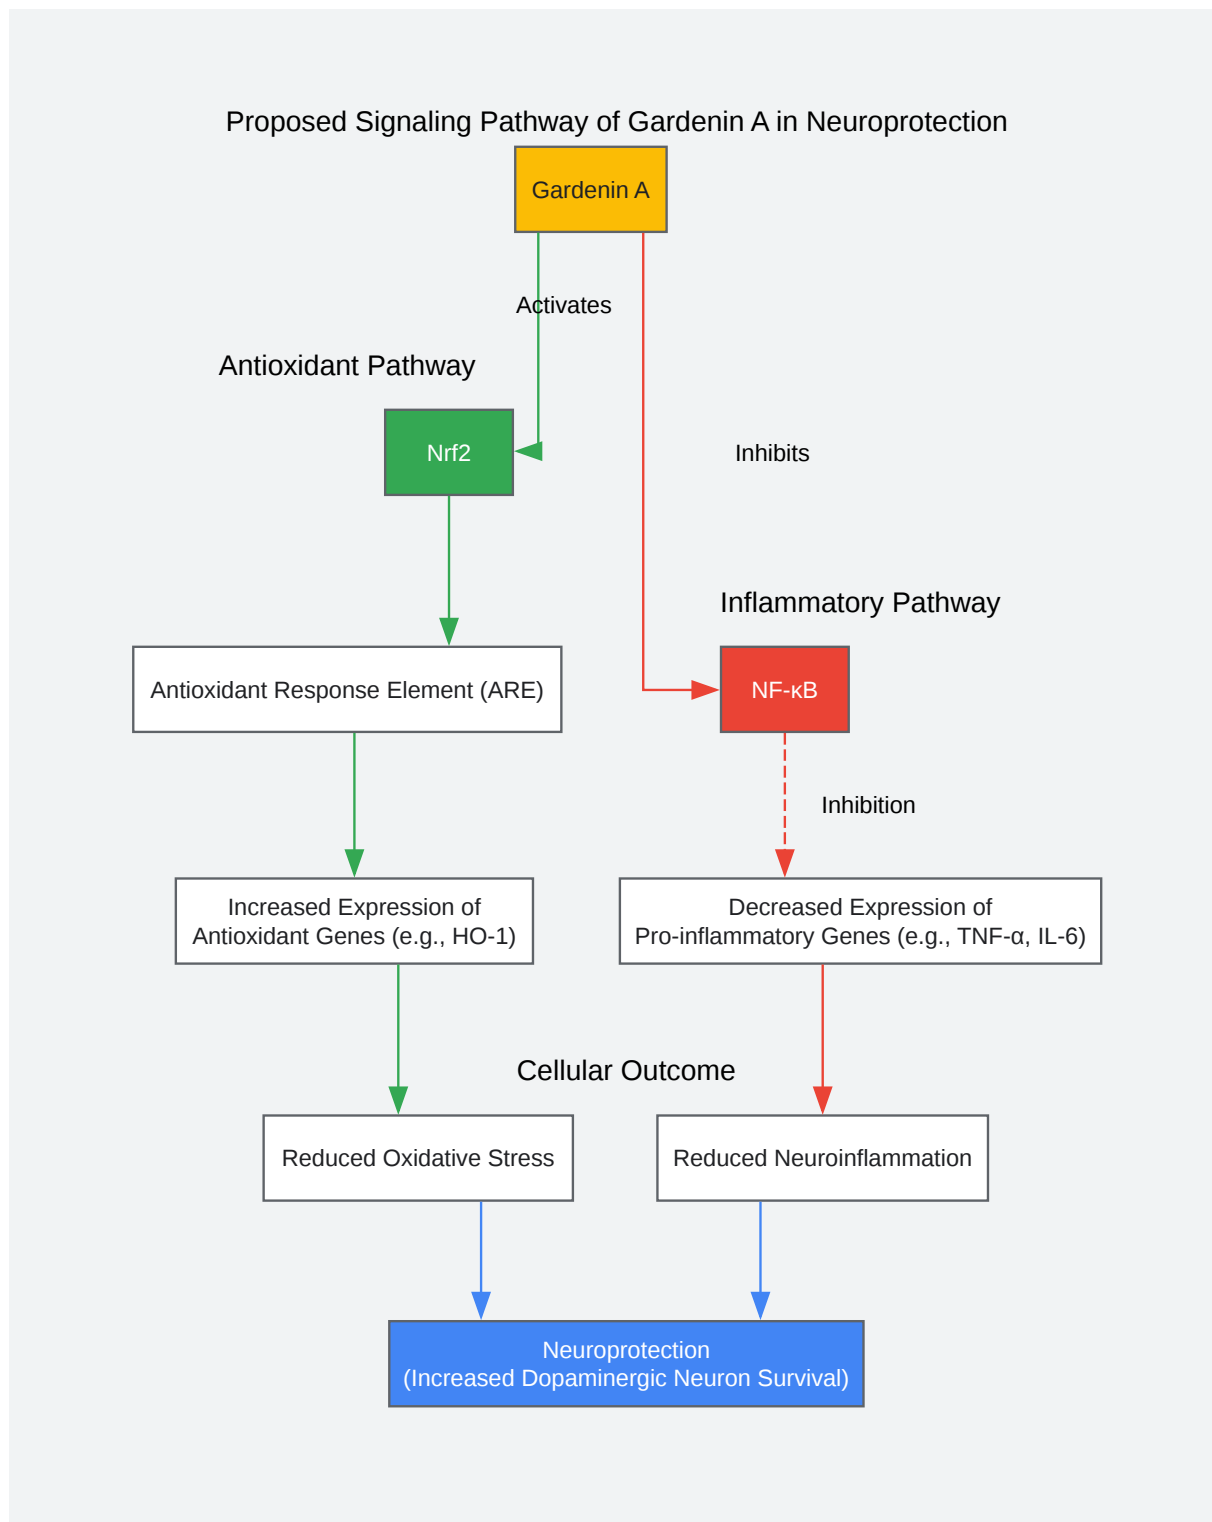 Proposed Signaling Pathway of Gardenin A in Neuroprotection
Gardenin A
Activates
Antioxidant Pathway
Nrf2
Inhibits
Inflammatory Pathway
Antioxidant Response Element (ARE)
NF-κB
Inhibition
Increased Expression of
Antioxidant Genes (e.g., HO-1)
Decreased Expression of
Pro-inflammatory Genes (e.g., TNF-α, IL-6)
Cellular Outcome
Reduced Oxidative Stress
Reduced Neuroinflammation
Neuroprotection
(Increased Dopaminergic Neuron Survival)